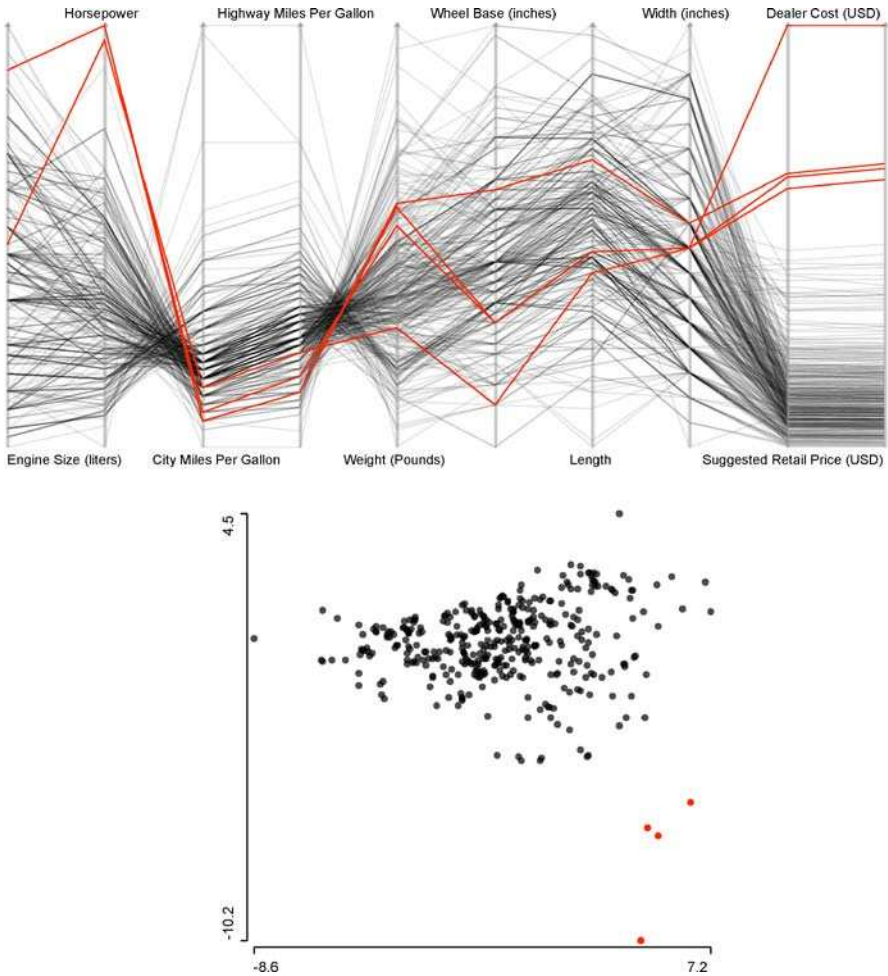 Horsepower
Highway Miles Per Gallon
Wheel Base (inches)
Width (inches)
Dealer Cost (USD)
Engine Size (liters)
City Miles Per Gallon
Weight (Pounds)
Length
Suggested Retail Price (USD)
4.5
-10.2
-8.6
7.2